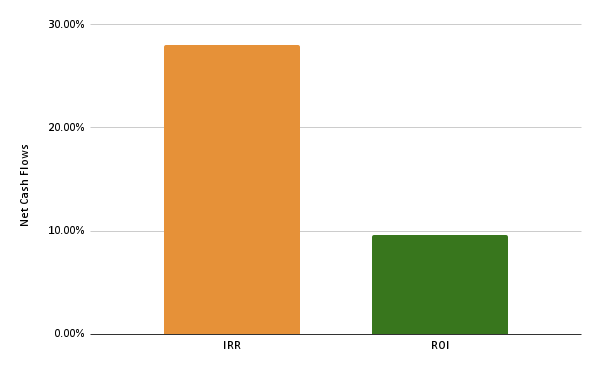 30.00%
20.00%
10.00%
0.00%
Net Cash Flows
IRR
ROI